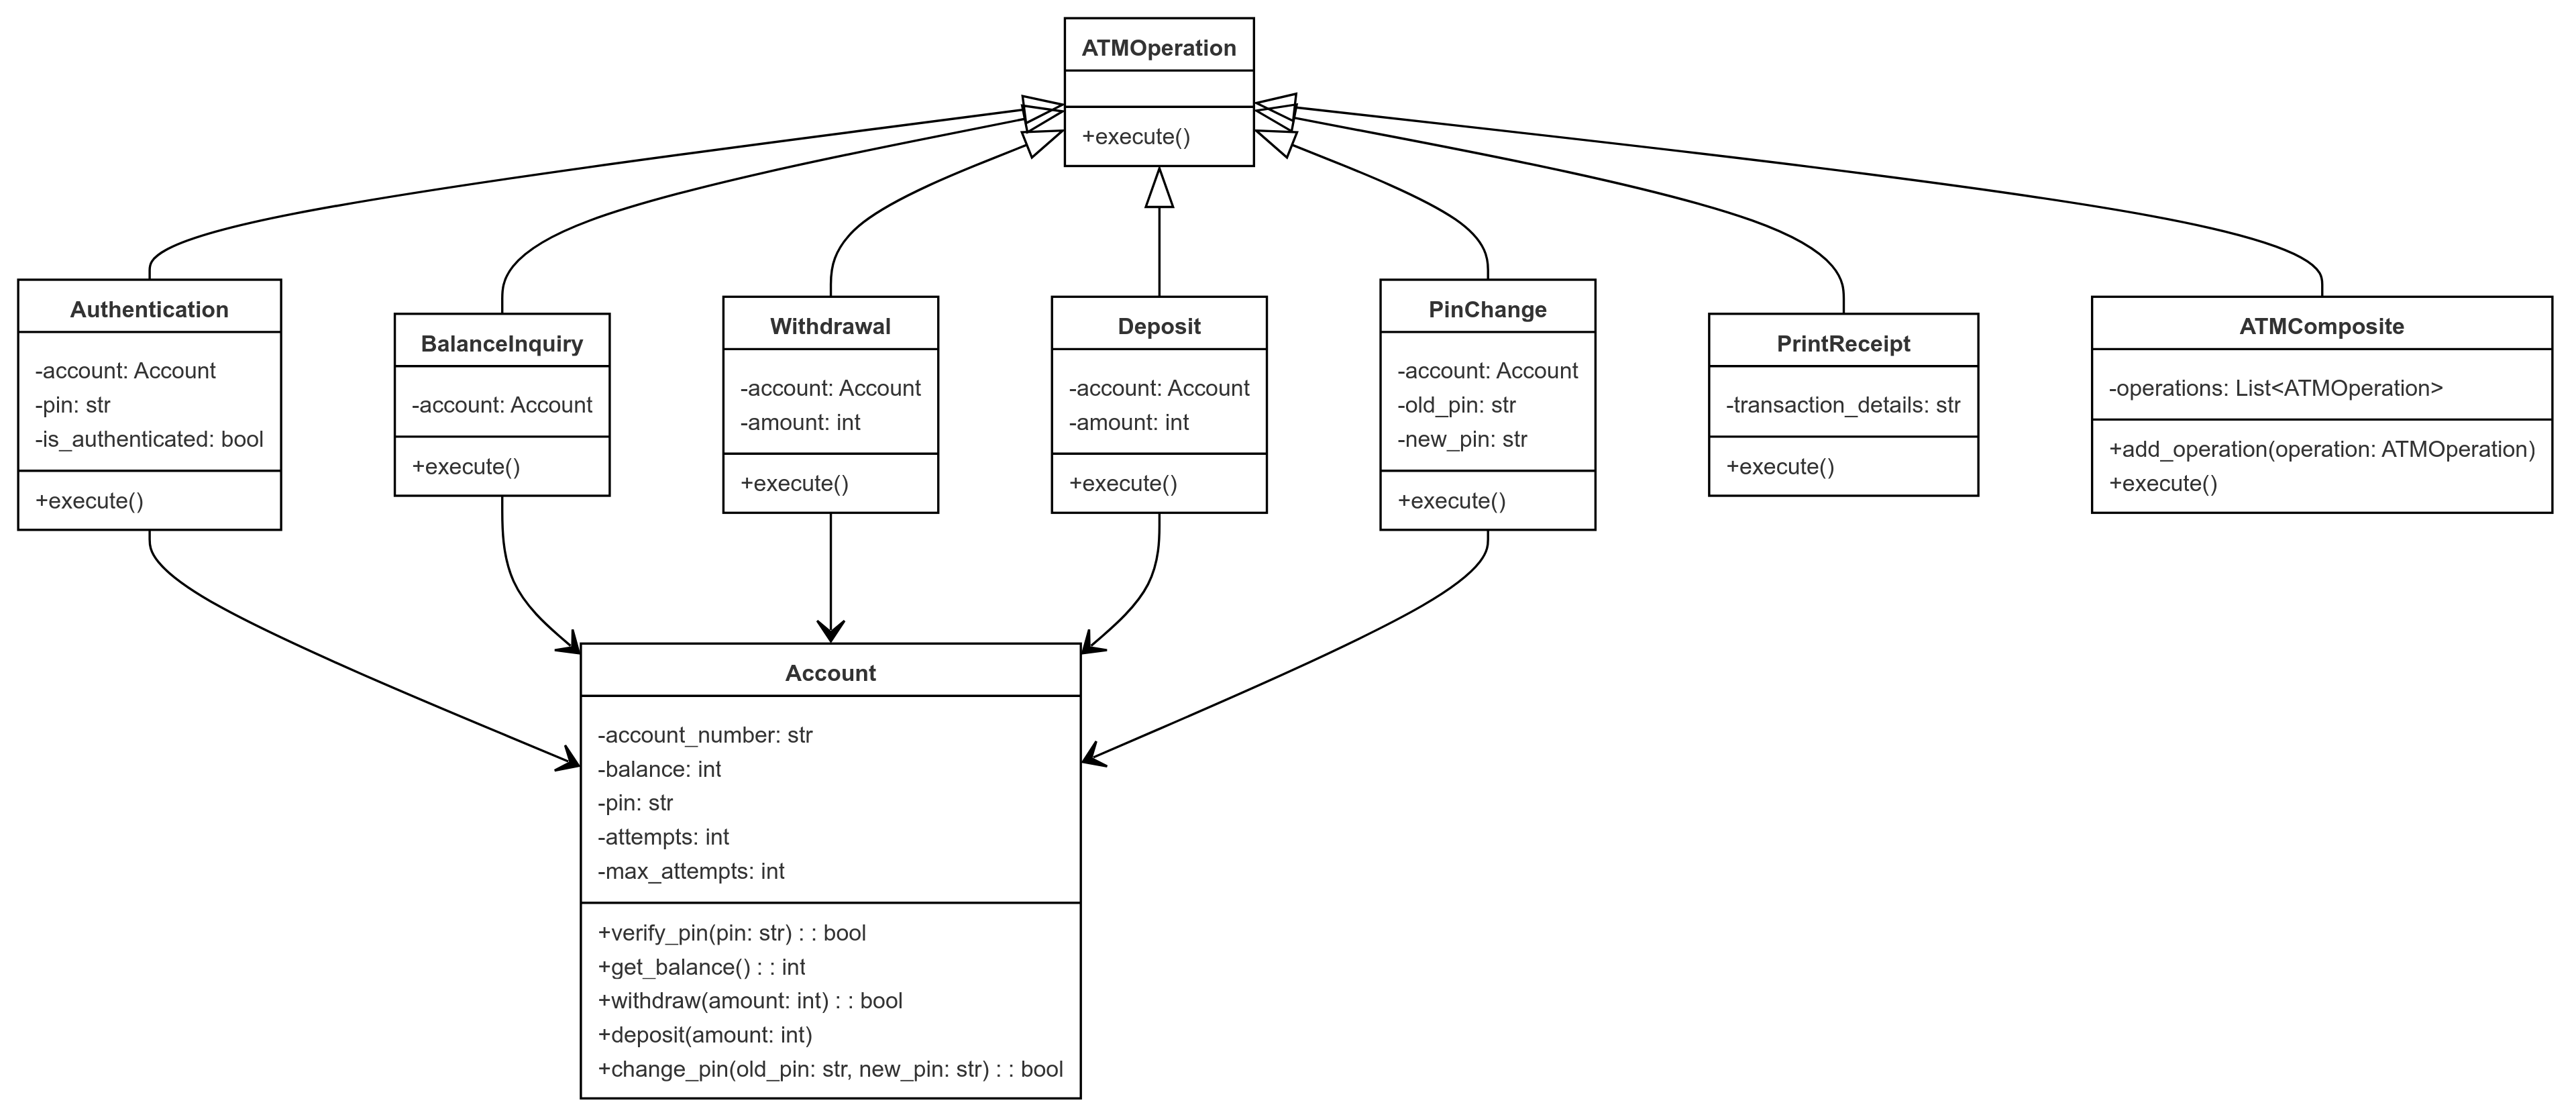 ATMOperation
+execute()
Authentication
-account: Account
-pin: str
-is_authenticated: bool
+execute()
BalanceInquiry
-account: Account
+execute()
Withdrawal
-account: Account
-amount: int
+execute()
Deposit
-account: Account
-amount: int
+execute()
PinChange
-account: Account
-old_pin: str
-new_pin: str
+execute()
PrintReceipt
-transaction_details: str
+execute()
ATMComposite
-operations: List<ATMOperation>
+add_operation(operation: ATMOperation)
+execute()
Account
-account_number: str
-balance: int
-pin: str
-attempts: int
-max_attempts: int
+verify_pin(pin: str) : : bool
+get_balance() : : int
+withdraw(amount: int) : : bool
+deposit(amount: int)
+change_pin(old_pin: str, new_pin: str) : : bool